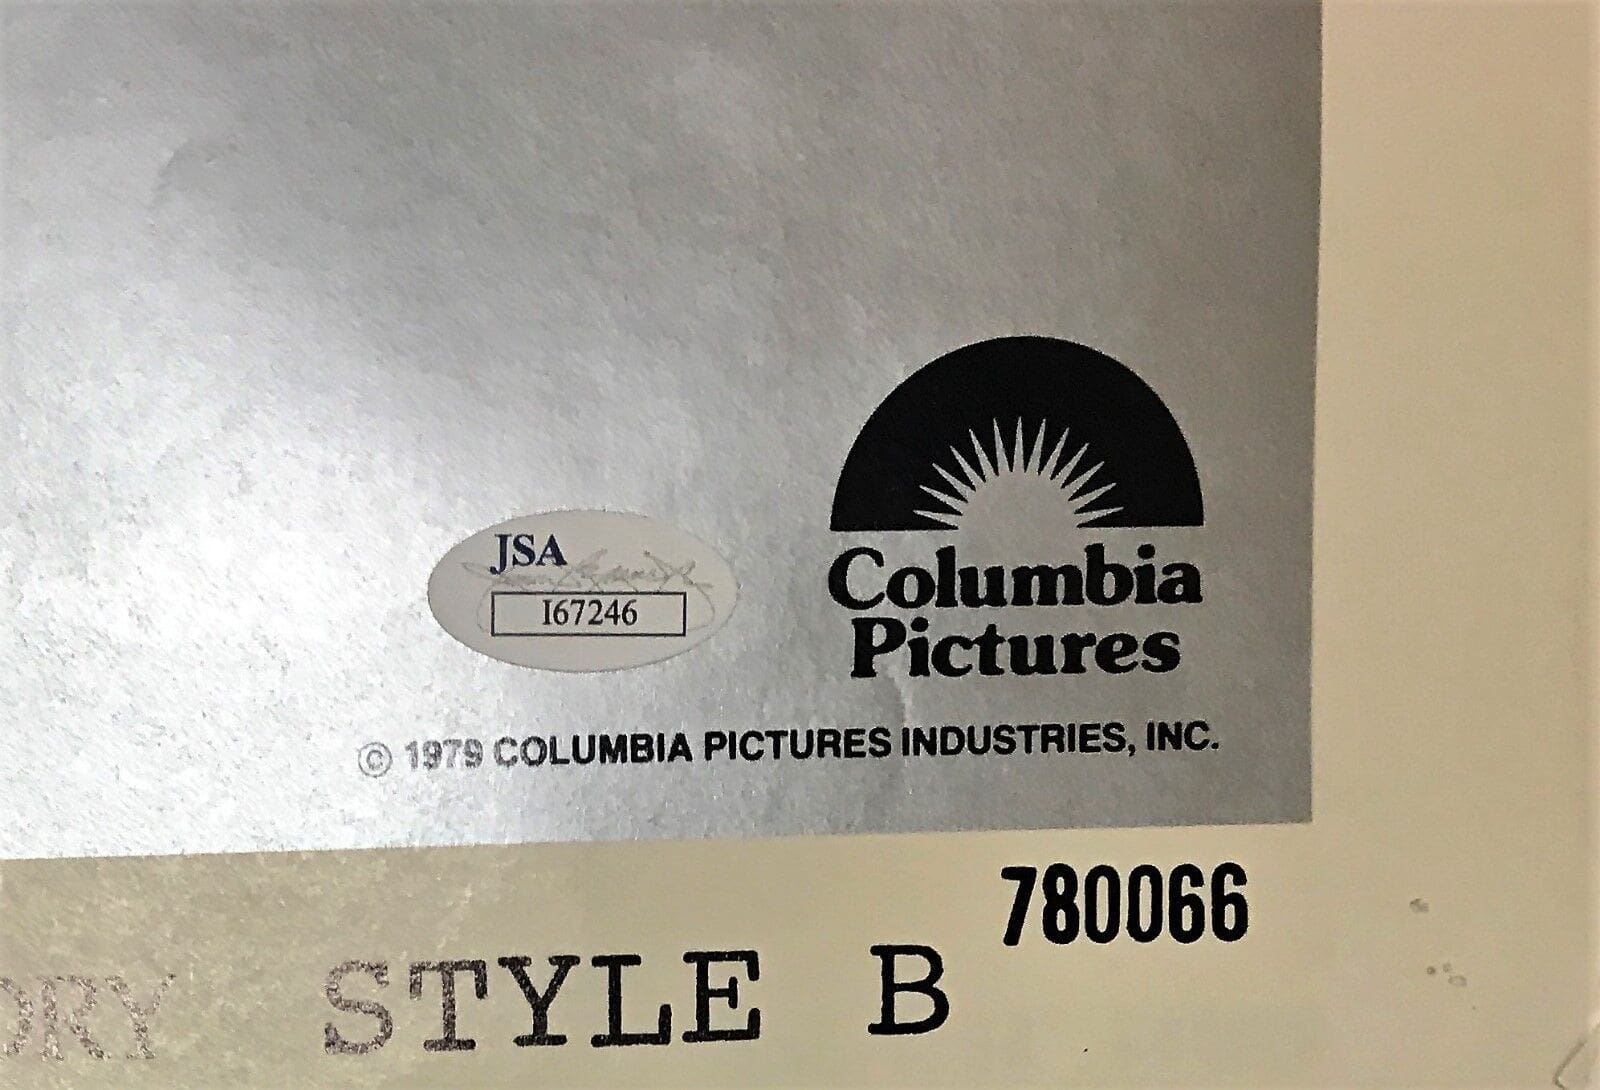 JSA
I67246
Columbia
Pictures
© 1979 COLUMBIA PICTURES INDUSTRIES, INC.
780066
STYLE B